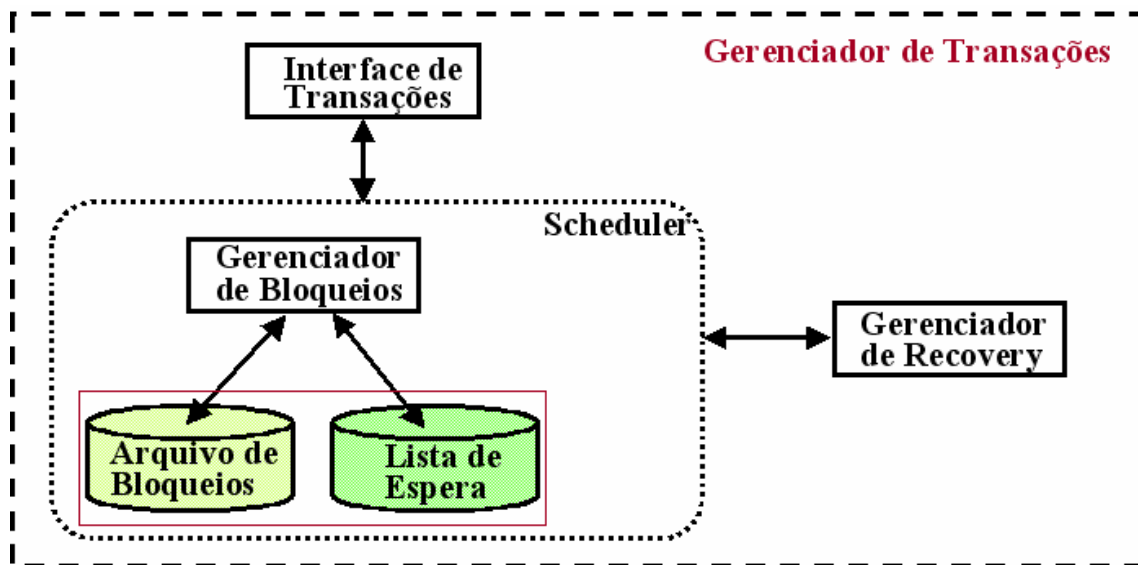 Gerenciador de Transações
Interface de
Transações
Scheduler
Gerenciador
de Bloqueios
Gerenciador
de Recovery
Arquivo de
Bloqueios
Lista de
Espera